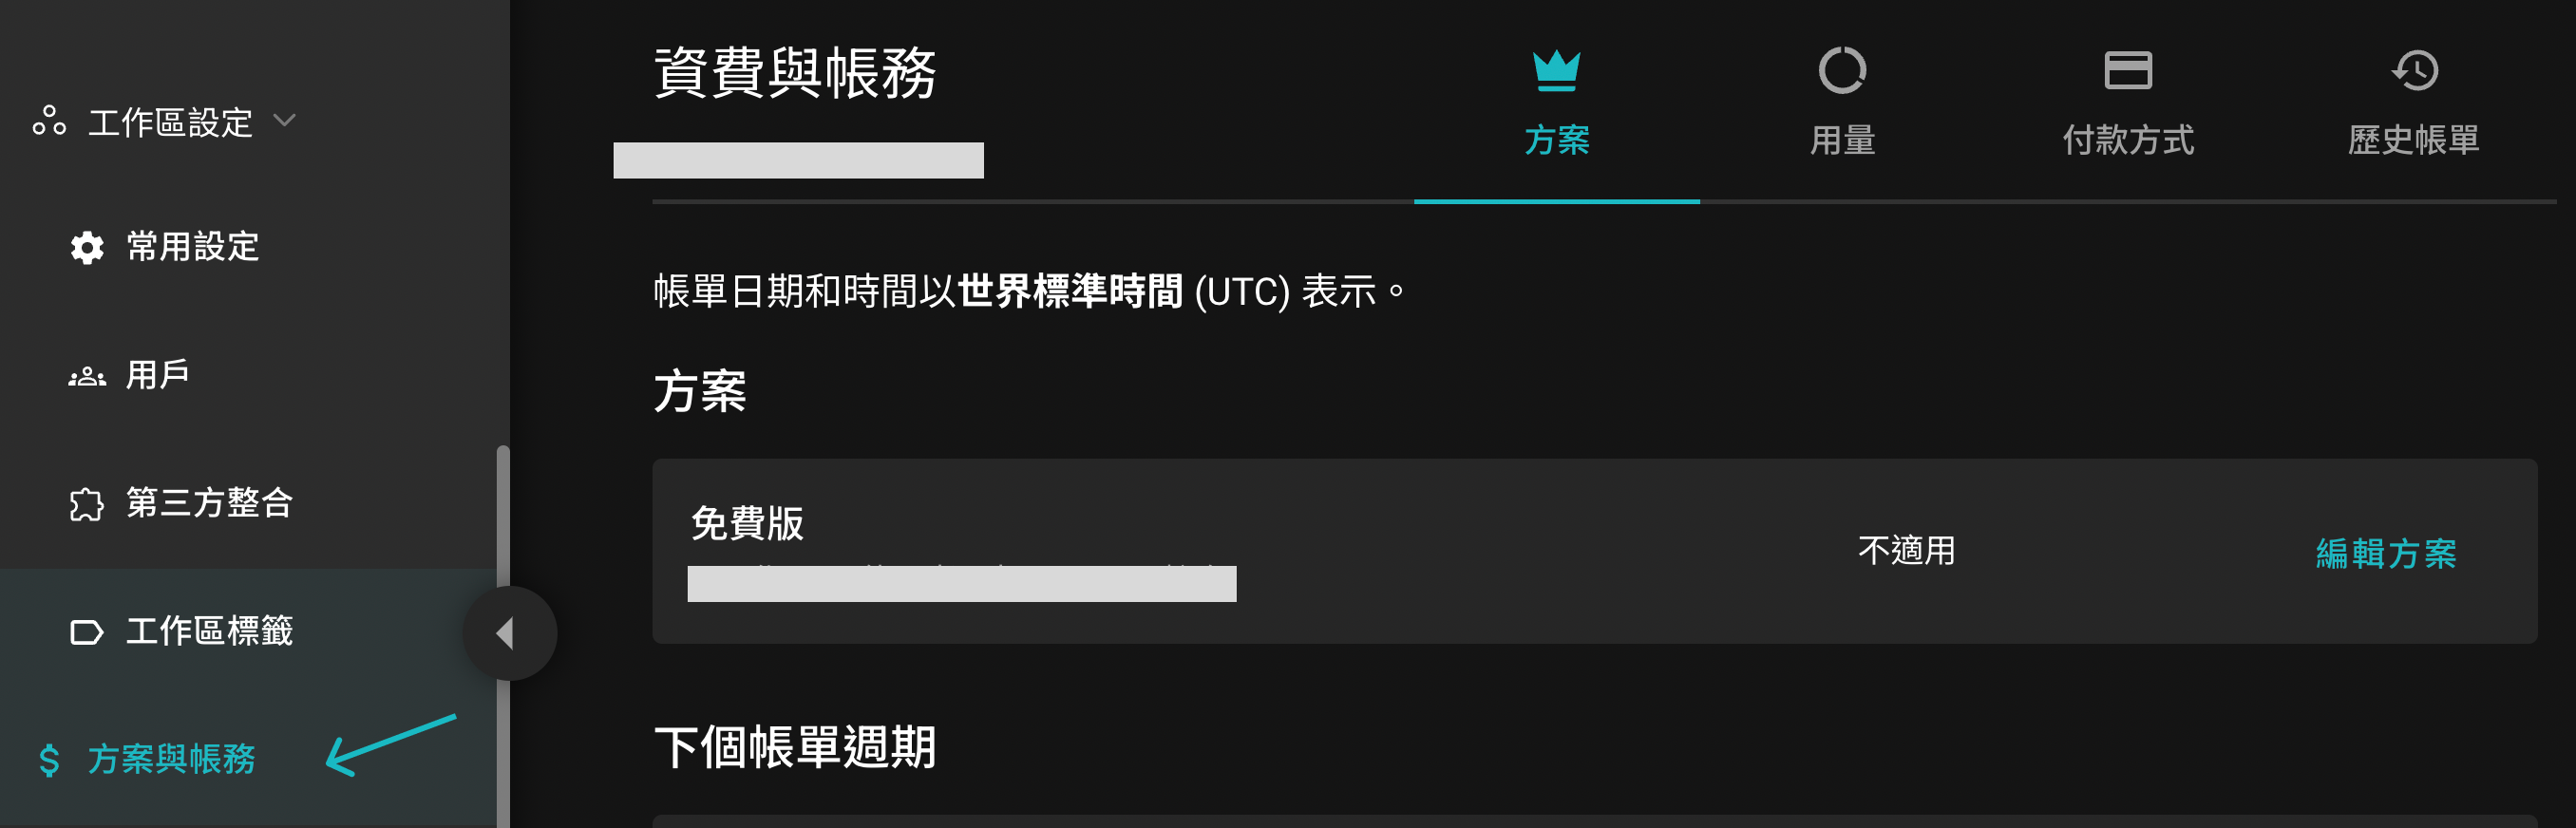 工作區設定
常用設定
用戶
第三方整合
工作區標籤
方案與帳務
資費與帳務
方案
用量
付款方式
歷史帳單
帳單日期和時間以世界標準時間 (UTC) 表示。
方案
免費版
不適用
編輯方案
下個帳單週期